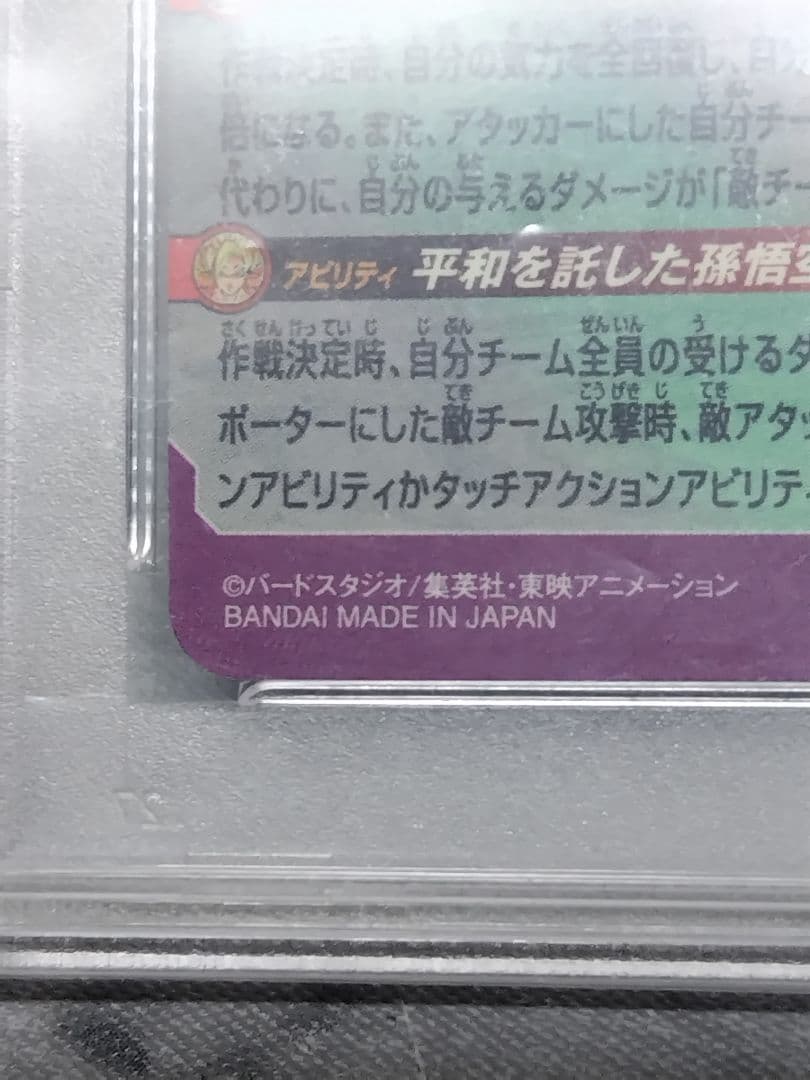 作戦決定時、自分の気力を全回復し、自分
倍になる。また、アタッカーにした自分チー
代わりに、自分の与えるダメージが「敵チー
アビリティ 平和を託した孫悟空
作戦決定時、自分チーム全員の受けるダ
ポーターにした敵チーム攻撃時、敵アタッ
ンアビリティかタッチアクションアビリティ
©バードスタジオ/集英社・東映アニメーション
BANDAI MADE IN JAPAN